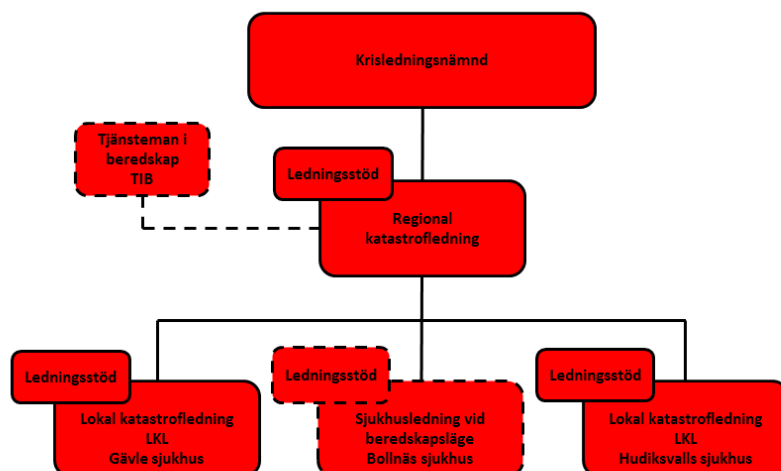 Krisledningsnämnd
Tjänsteman i
beredskap
TIB
Ledningsstöd
Regional
katastrofledning
Ledningsstöd
Lokal katastrofledning
LKL
Gävle sjukhus
Ledningsstöd
Sjukhusledning vid
beredskapsläge
Bollnäs sjukhus
Ledningsstöd
Lokal katastrofledning
LKL
Hudiksvalls sjukhus